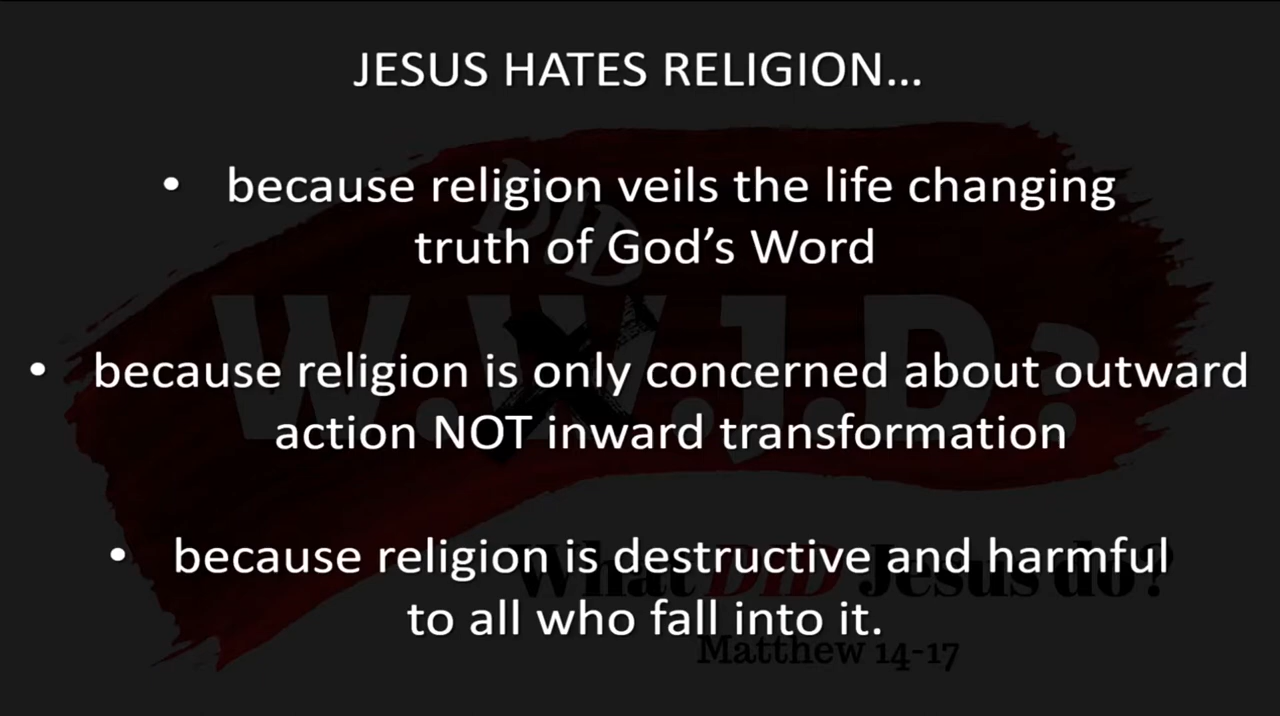 JESUS HATES RELIGION...
• because religion veils the life changing
truth of God's Word
• because religion is only concerned about outward
action NOT inward transformation
• because religion is destructive and harmful
to all who fall into it.
DID
W.W.J.D?
What DID Jesus do?
Matthew 14-17